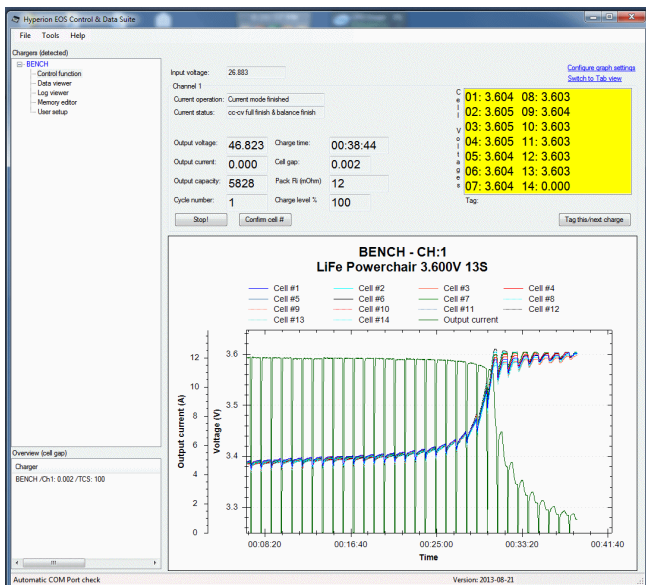 Hyperion EOS Control & Data Suite
File Tools Help
Chargers (detected)
BENCH
Control function
Data viewer
Log viewer
Memory editor
User setup
Input voltage: 26.883
Configure graph settings
Switch to Tab view
Channel 1
Current operation: Current mode finished
Current status: cc-cv full finish & balance finish
Output voltage: 46.823 Charge time: 00:38:44
Output current: 0.000 Cell gap: 0.002
Output capacity: 5828 Pack Ri (mOhm) 12
Cycle number: 1 Charge level % 100
Stop! Confirm cell #
Cell Voltages
01: 3.604 08: 3.603
02: 3.605 09: 3.604
03: 3.605 10: 3.603
04: 3.605 11: 3.603
05: 3.604 12: 3.603
06: 3.604 13: 3.603
07: 3.604 14: 0.000
Tag:
Tag this/next charge
BENCH - CH:1
LiFe Powerchair 3.600V 13S
Cell #1 Cell #2 Cell #3 Cell #4
Cell #5 Cell #6 Cell #7 Cell #8
Cell #9 Cell #10 Cell #11 Cell #12
Cell #13 Cell #14 Output current
Output current (A)
12
10
8
6
4
2
0
Voltage (V)
3.6
3.5
3.4
3.3
00:08:20 00:16:40 00:25:00 00:33:20 00:41:40
Time
Overview (cell gap)
Charger
BENCH /Ch1: 0.002 /TCS: 100
Automatic COM Port check
Version: 2013-08-21